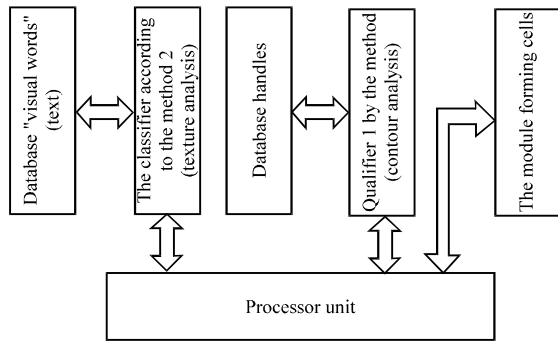 Database "visual words"
(text)
The classifier according
to the method 2
(texture analysis)
Database handles
Qualifier 1 by the method
(contour analysis)
The module forming cells
Processor unit